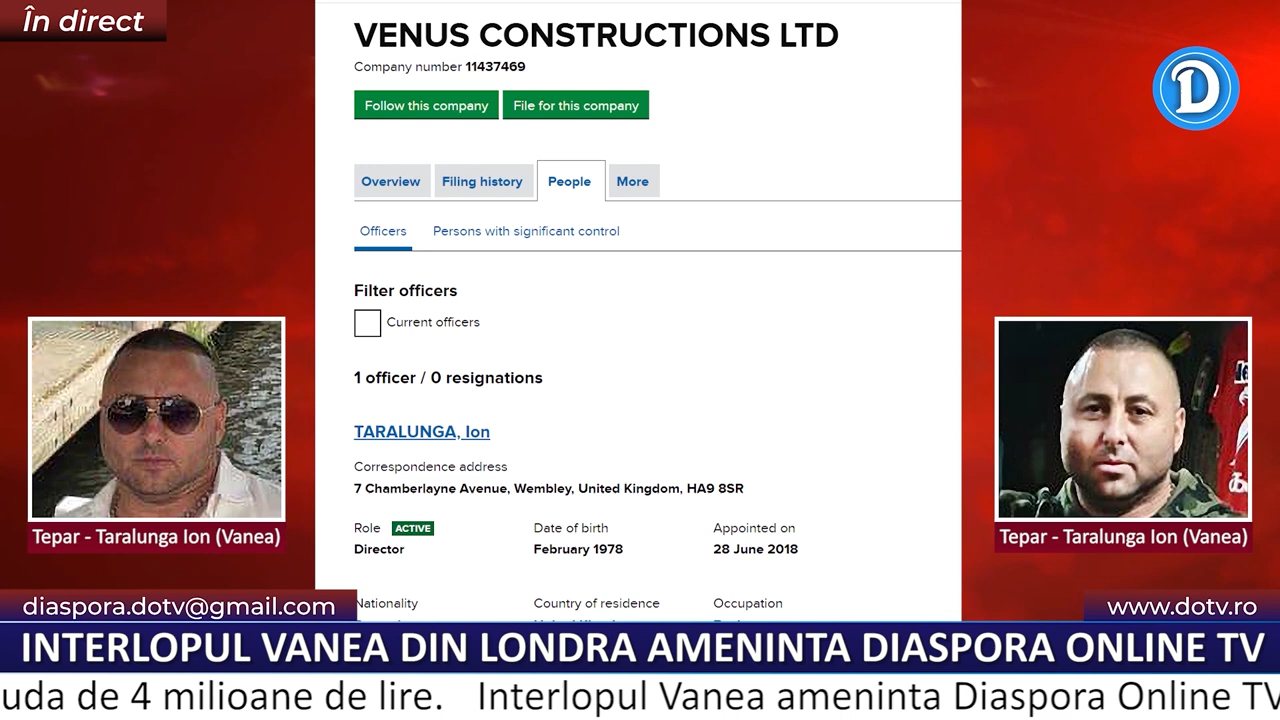 În direct
VENUS CONSTRUCTIONS LTD
Company number 11437469
Follow this company
File for this company
D
Overview
Filing history
People
More
Officers
Persons with significant control
Filter officers
Current officers
1 officer / 0 resignations
TARALUNGA, Ion
Correspondence address
7 Chamberlayne Avenue, Wembley, United Kingdom, HA9 8SR
Role ACTIVE
Date of birth
Appointed on
Director
February 1978
28 June 2018
Tepar - Taralunga Ion (Vanea)
Tepar - Taralunga Ion (Vanea)
diaspora.dotv@gmail.com
Nationality
Country of residence
Occupation
www.dotv.ro
INTERLOPUL VANEA DIN LONDRA AMENINTA DIASPORA ONLINE TV
uda de 4 milioane de lire. Interlopul Vanea ameninta Diaspora Online TV